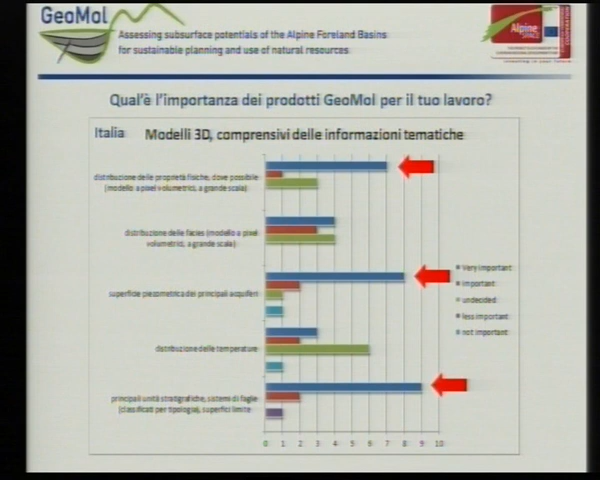 GeoMol
Assessing subsurface potentials of the Alpine Foreland Basins
for sustainable planning and use of natural resources
Alpine
SPACE
Qual'è l'importanza dei prodotti GeoMol per il tuo lavoro?
Italia
Modelli 3D, comprensivi delle informazioni tematiche
distribuzione delle proprietà fisiche, dove possibile
(modello a pixel volumetrici, a grande scala)
distribuzione delle facies (modello a pixel
volumetrici, a grande scala)
superficie piezometrica dei principali acquiferi
distribuzione delle temperature
principali unità stratigrafiche, sistemi di faglie
(classificati per tipologia), superfici limite
Very important
important
undecided
less important
not important
0 1 2 3 4 5 6 7 8 9 10